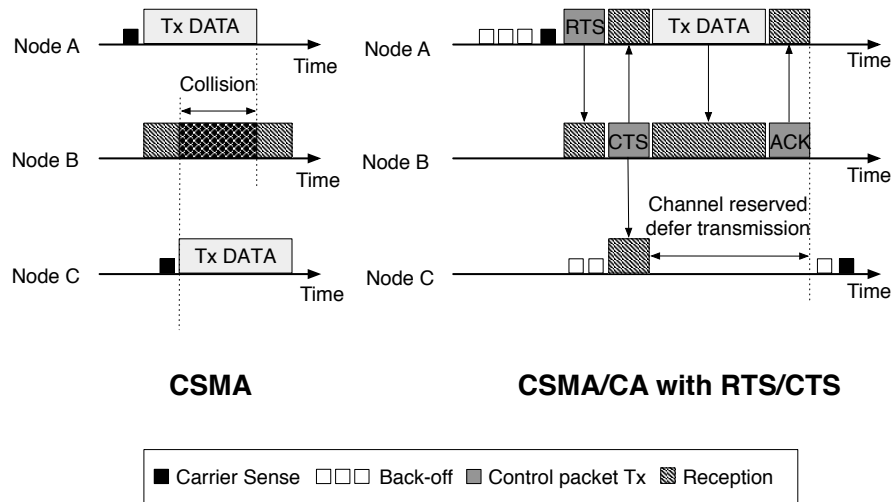 Node A
Tx DATA
Time
Collision
Node B
Time
Node C
Tx DATA
Time
CSMA
Node A
RTS
Tx DATA
Time
Node B
CTS
ACK
Time
Channel reserved
defer transmission
Node C
Time
CSMA/CA with RTS/CTS
Carrier Sense
Back-off
Control packet Tx
Reception